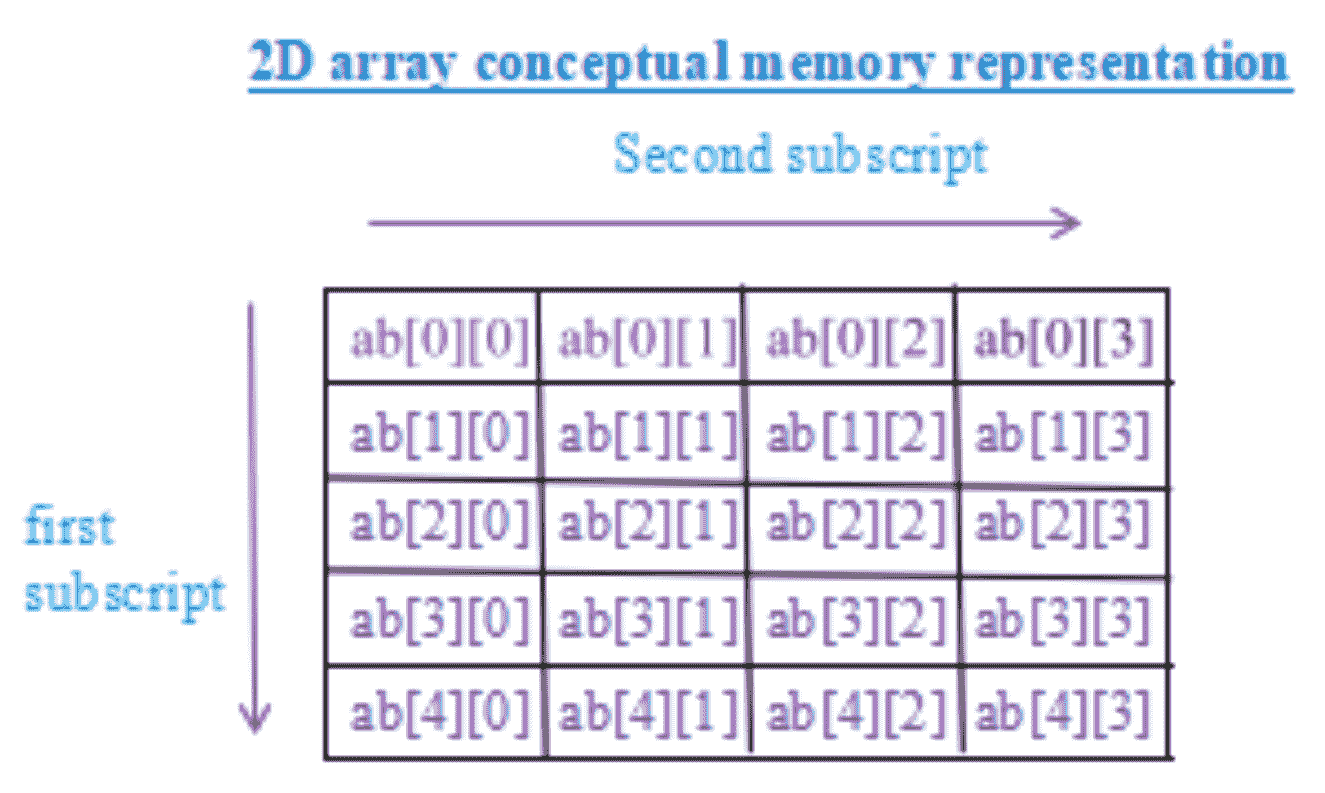 2D array conceptual memory representation
Second subscript
ab[0][0] ab[0][1] ab[0][2] ab[0][3]
ab[1][0] ab[1][1] ab[1][2] ab[1][3]
ab[2][0] ab[2][1] ab[2][2] ab[2][3]
ab[3][0] ab[3][1] ab[3][2] ab[3][3]
ab[4][0] ab[4][1] ab[4][2] ab[4][3]
first
subscript